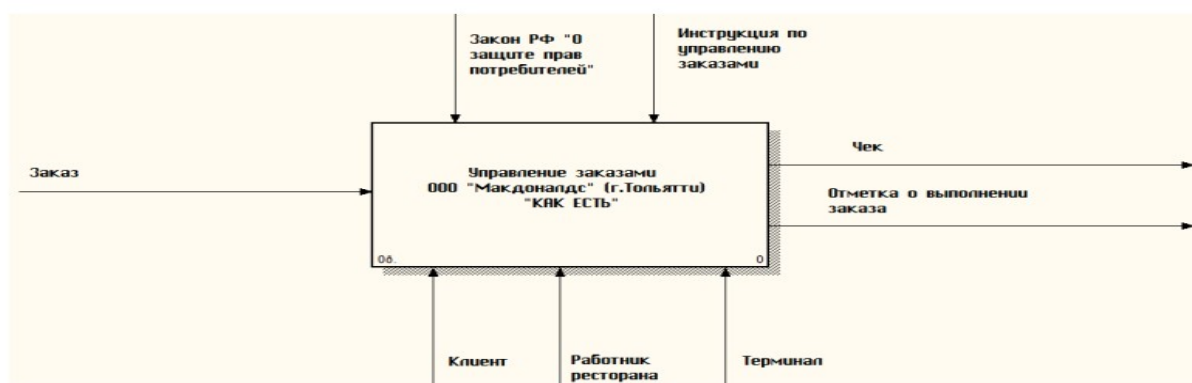 Закон РФ "О
защите прав
потребителей"
Инструкция по
управлению
заказами
Заказ
Управление заказами
ООО "Макдоналдс" (г.Тольятти)
"КАК ЕСТЬ"
0р.
0
Чек
Отметка о выполнении
заказа
Клиент
Работник
ресторана
Терминал